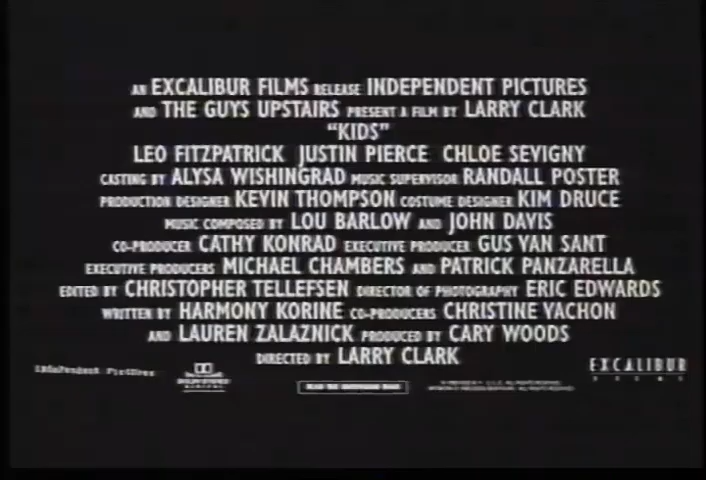 AN EXCALIBUR FILMS RELEASE INDEPENDENT PICTURES
AND THE GUYS UPSTAIRS PRESENT A FILM BY LARRY CLARK
"KIDS"
LEO FITZPATRICK JUSTIN PIERCE CHLOE SEVIGNY
CASTING BY ALYSA WISHINGRAD MUSIC SUPERVISOR RANDALL POSTER
PRODUCTION DESIGNER KEVIN THOMPSON COSTUME DESIGNER KIM DRUCE
MUSIC COMPOSED BY LOU BARLOW AND JOHN DAVIS
CO-PRODUCER CATHY KONRAD EXECUTIVE PRODUCER GUS VAN SANT
EXECUTIVE PRODUCERS MICHAEL CHAMBERS AND PATRICK PANZARELLA
EDITED BY CHRISTOPHER TELLEFSEN DIRECTOR OF PHOTOGRAPHY ERIC EDWARDS
WRITTEN BY HARMONY KORINE CO-PRODUCERS CHRISTINE VACHON
AND LAUREN ZALAZNICK PRODUCED BY CARY WOODS
DIRECTED BY LARRY CLARK
Independent Pictures
EXCALIBUR
FILMS